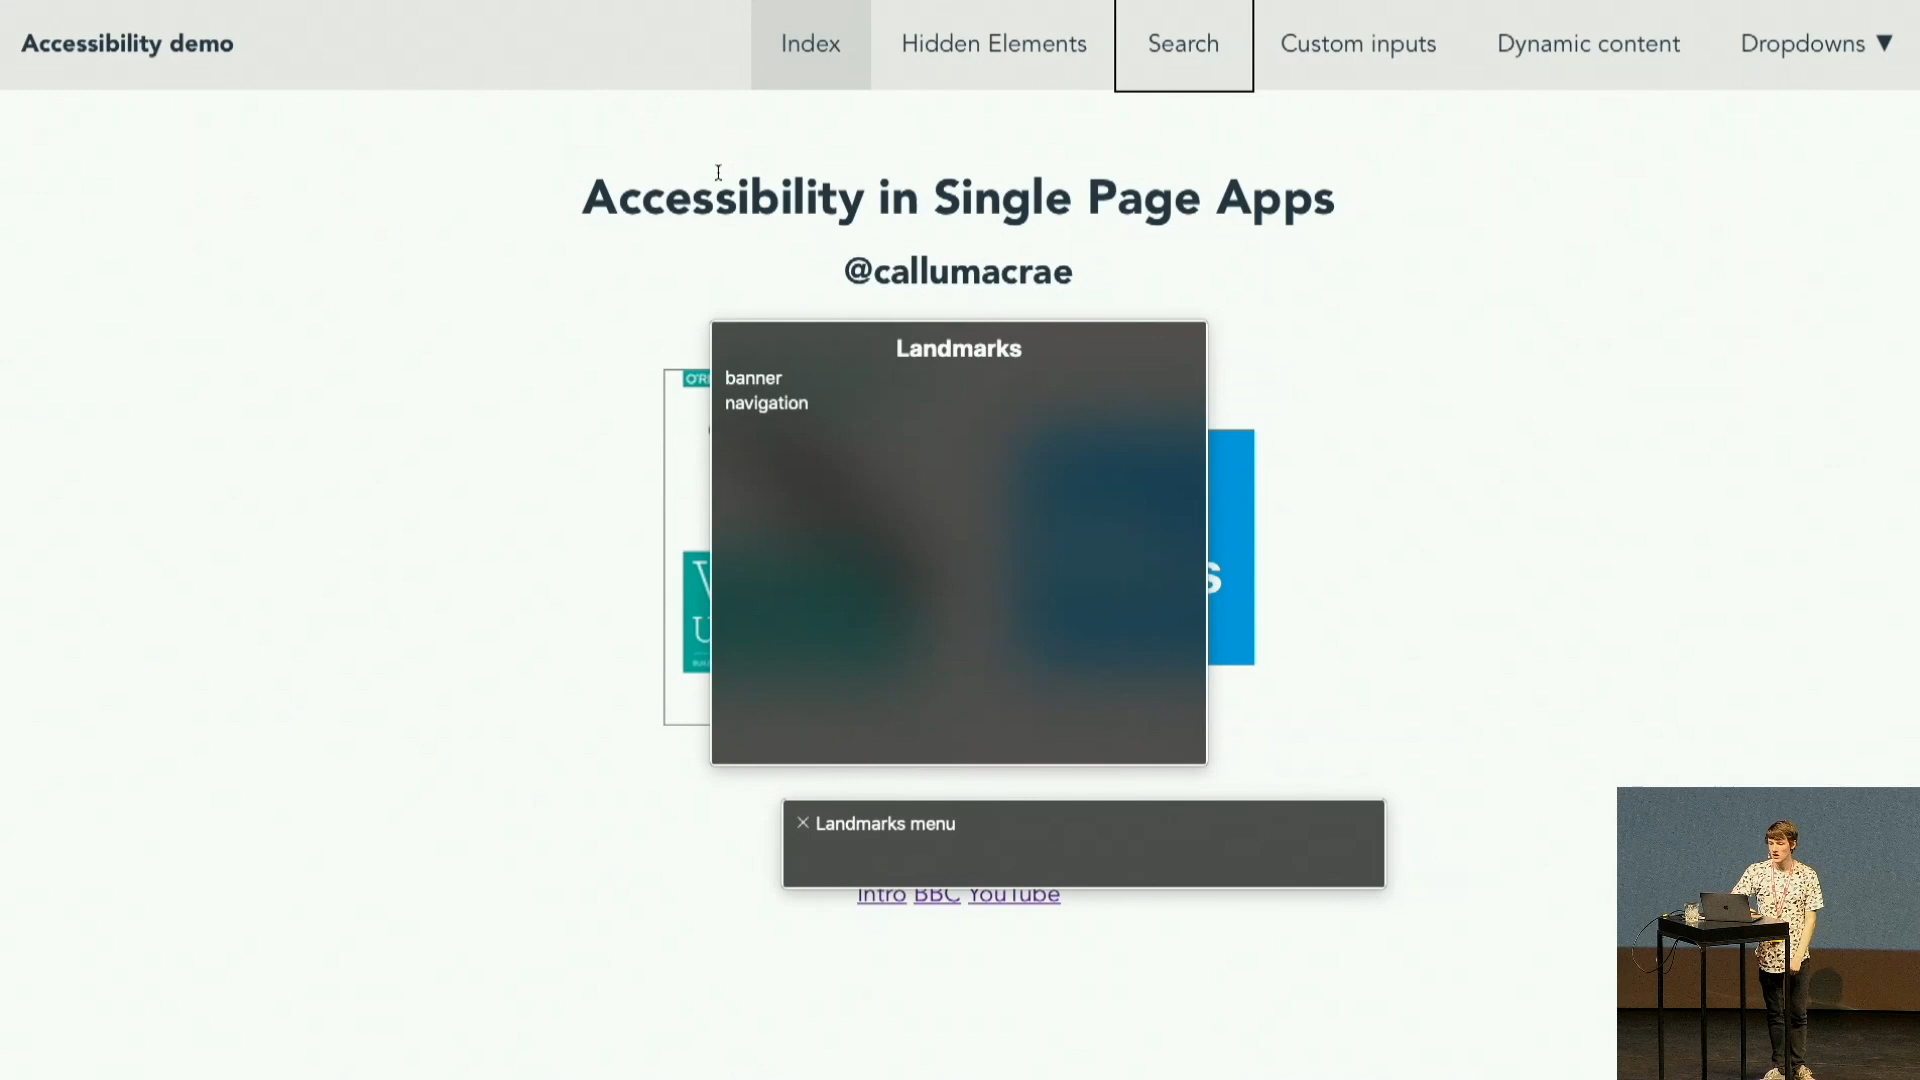 Accessibility demo
Index
Hidden Elements
Search
Custom inputs
Dynamic content
Dropdowns ▼
Accessibility in Single Page Apps
@callumacrae
Landmarks
banner
navigation
Landmarks menu
Intro BBC YouTube